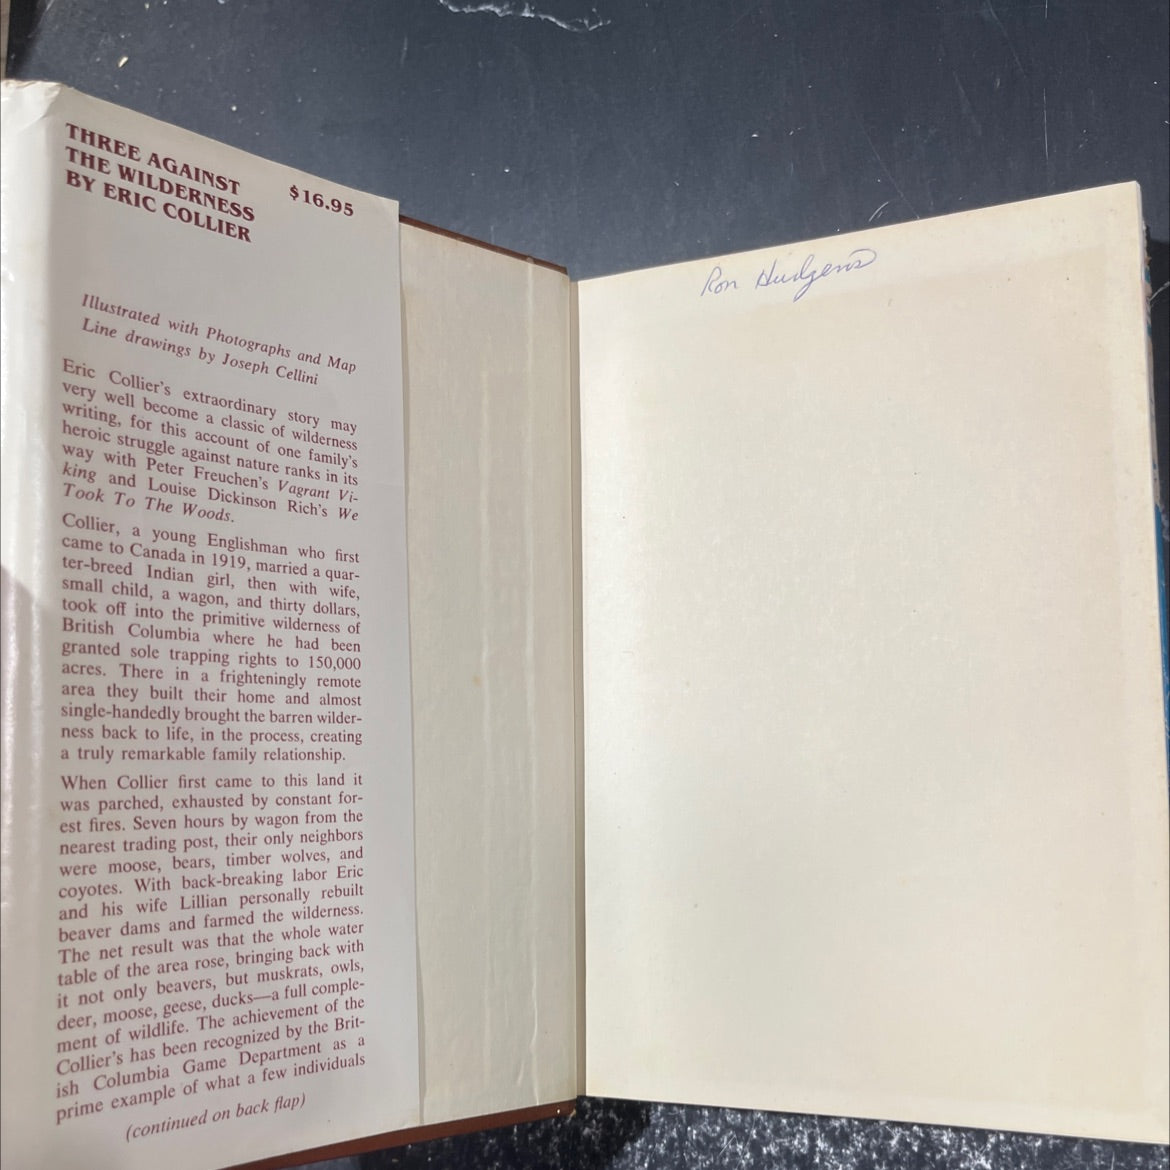 THREE AGAINST
THE WILDERNESS
BY ERIC COLLIER
$16.95
Illustrated with Photographs and Map
Line drawings by Joseph Cellini
Eric Collier's extraordinary story may
very well become a classic of wilderness
writing, for this account of one family's
heroic struggle against nature ranks in its
way with Peter Freuchen's Vagrant Vi-
king and Louise Dickinson Rich's We
Took To The Woods.
Collier, a young Englishman who first
came to Canada in 1919, married a quar-
ter-breed Indian girl, then with wife,
small child, a wagon, and thirty dollars,
took off into the primitive wilderness of
British Columbia where he had been
granted sole trapping rights to 150,000
acres. There in a frighteningly remote
area they built their home and almost
single-handedly brought the barren wilder-
ness back to life, in the process, creating
a truly remarkable family relationship.
When Collier first came to this land it
was parched, exhausted by constant for-
est fires. Seven hours by wagon from the
nearest trading post, their only neighbors
were moose, bears, timber wolves, and
coyotes. With back-breaking labor Eric
and his wife Lillian personally rebuilt
beaver dams and farmed the wilderness.
The net result was that the whole water
table of the area rose, bringing back with
it not only beavers, but muskrats, owls,
deer, moose, geese, ducks—a full comple-
ment of wildlife. The achievement of the
Collier's has been recognized by the Brit-
ish Columbia Game Department as a
prime example of what a few individuals
(continued on back flap)
Ron Hudgens